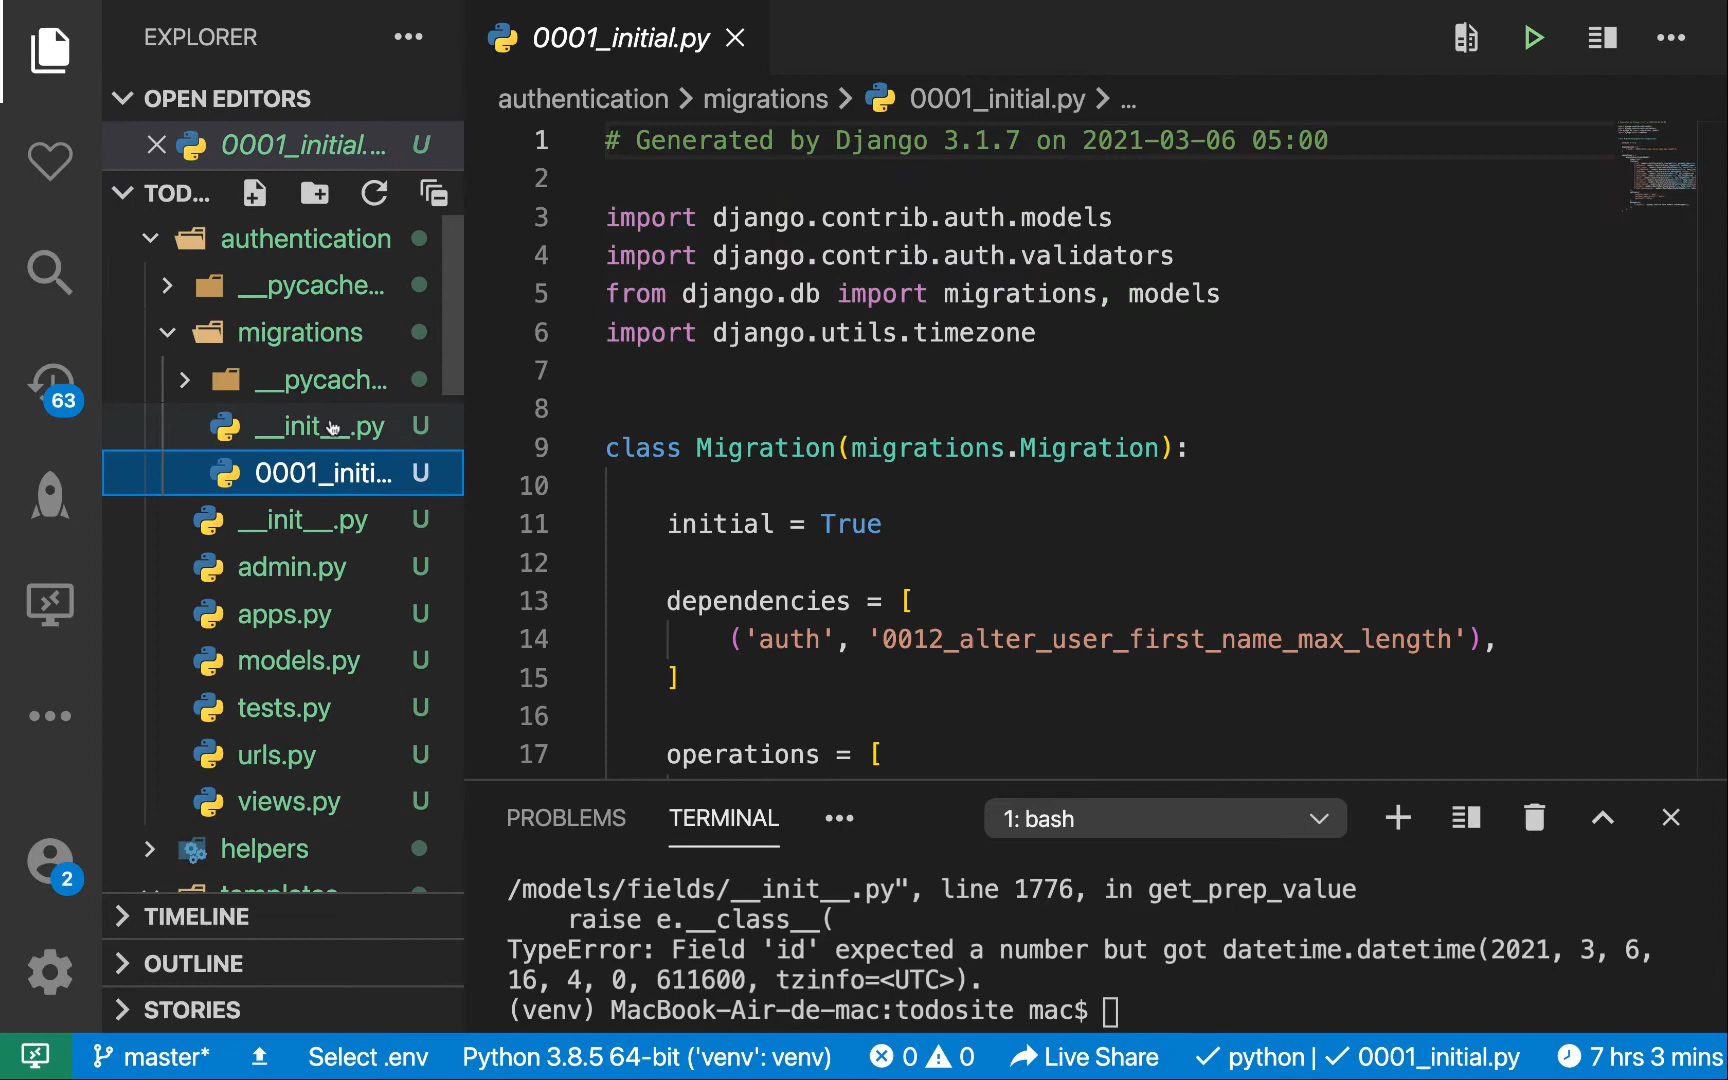 EXPLORER
OPEN EDITORS
0001_initial.... U
TOD...
authentication
__pycache...
migrations
__pycach...
__init__.py U
0001_initi... U
__init__.py U
admin.py U
apps.py U
models.py U
tests.py U
urls.py U
views.py U
helpers
TIMELINE
OUTLINE
STORIES
63
2
0001_initial.py
authentication > migrations > 0001_initial.py > ...
1 # Generated by Django 3.1.7 on 2021-03-06 05:00
2
3 import django.contrib.auth.models
4 import django.contrib.auth.validators
5 from django.db import migrations, models
6 import django.utils.timezone
7
8
9 class Migration(migrations.Migration):
10
11 initial = True
12
13 dependencies = [
14 ('auth', '0012_alter_user_first_name_max_length'),
15 ]
16
17 operations = [
PROBLEMS TERMINAL ... 1: bash
/models/fields/__init__.py", line 1776, in get_prep_value
raise e.__class__(
TypeError: Field 'id' expected a number but got datetime.datetime(2021, 3, 6,
16, 4, 0, 611600, tzinfo=<UTC>).
(venv) MacBook-Air-de-mac:todosite mac$
master* Select .env Python 3.8.5 64-bit ('venv': venv) 0 0 Live Share python | 0001_initial.py 7 hrs 3 mins